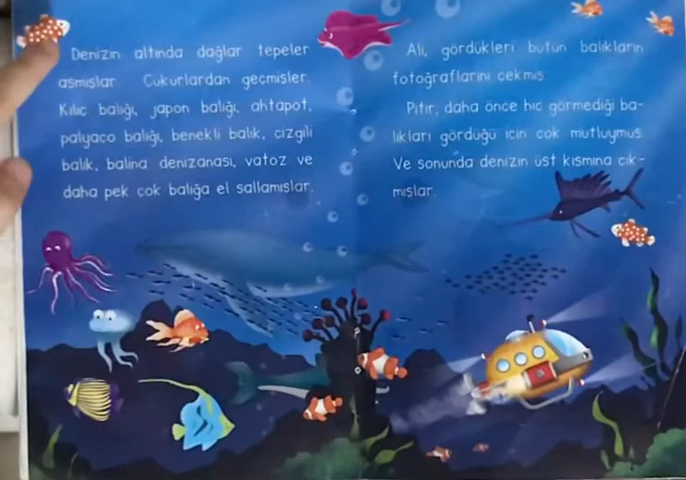 Denizin altında dağlar tepeler
aşmışlar. Çukurlardan geçmişler.
Kılıç balığı, japon balığı, ahtapot,
palyaço balığı, benekli balık, çizgili
balık, balina, denizanası, vatoz ve
daha pek çok balığa el sallamışlar.
Ali, gördükleri bütün balıkların
fotoğraflarını çekmiş.
Pıtır, daha önce hiç görmediği ba-
lıkları gördüğü için çok mutluymuş.
Ve sonunda denizin üst kısmına çık-
mışlar.